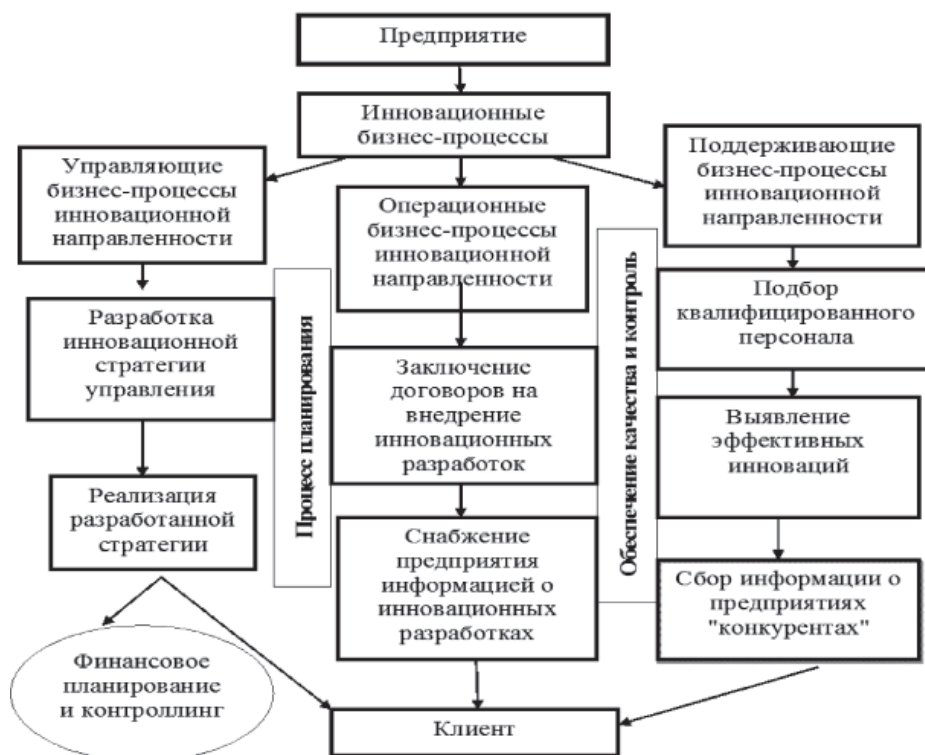 Предприятие
Инновационные
бизнес-процессы
Управляющие
бизнес-процессы
инновационной
направленности
Операционные
бизнес-процессы
инновационной
направленности
Поддерживающие
бизнес-процессы
инновационной
направленности
Процесс планирования
Обеспечение качества и контроль
Разработка
инновационной
стратегии
управления
Заключение
договоров на
внедрение
инновационных
разработок
Подбор
квалифицированного
персонала
Выявление
эффективных
инноваций
Реализация
разработанной
стратегии
Снабжение
предприятия
информацией о
инновационных
разработках
Сбор информации о
предприятиях
"конкурентах"
Финансовое
планирование
и контроллинг
Клиент